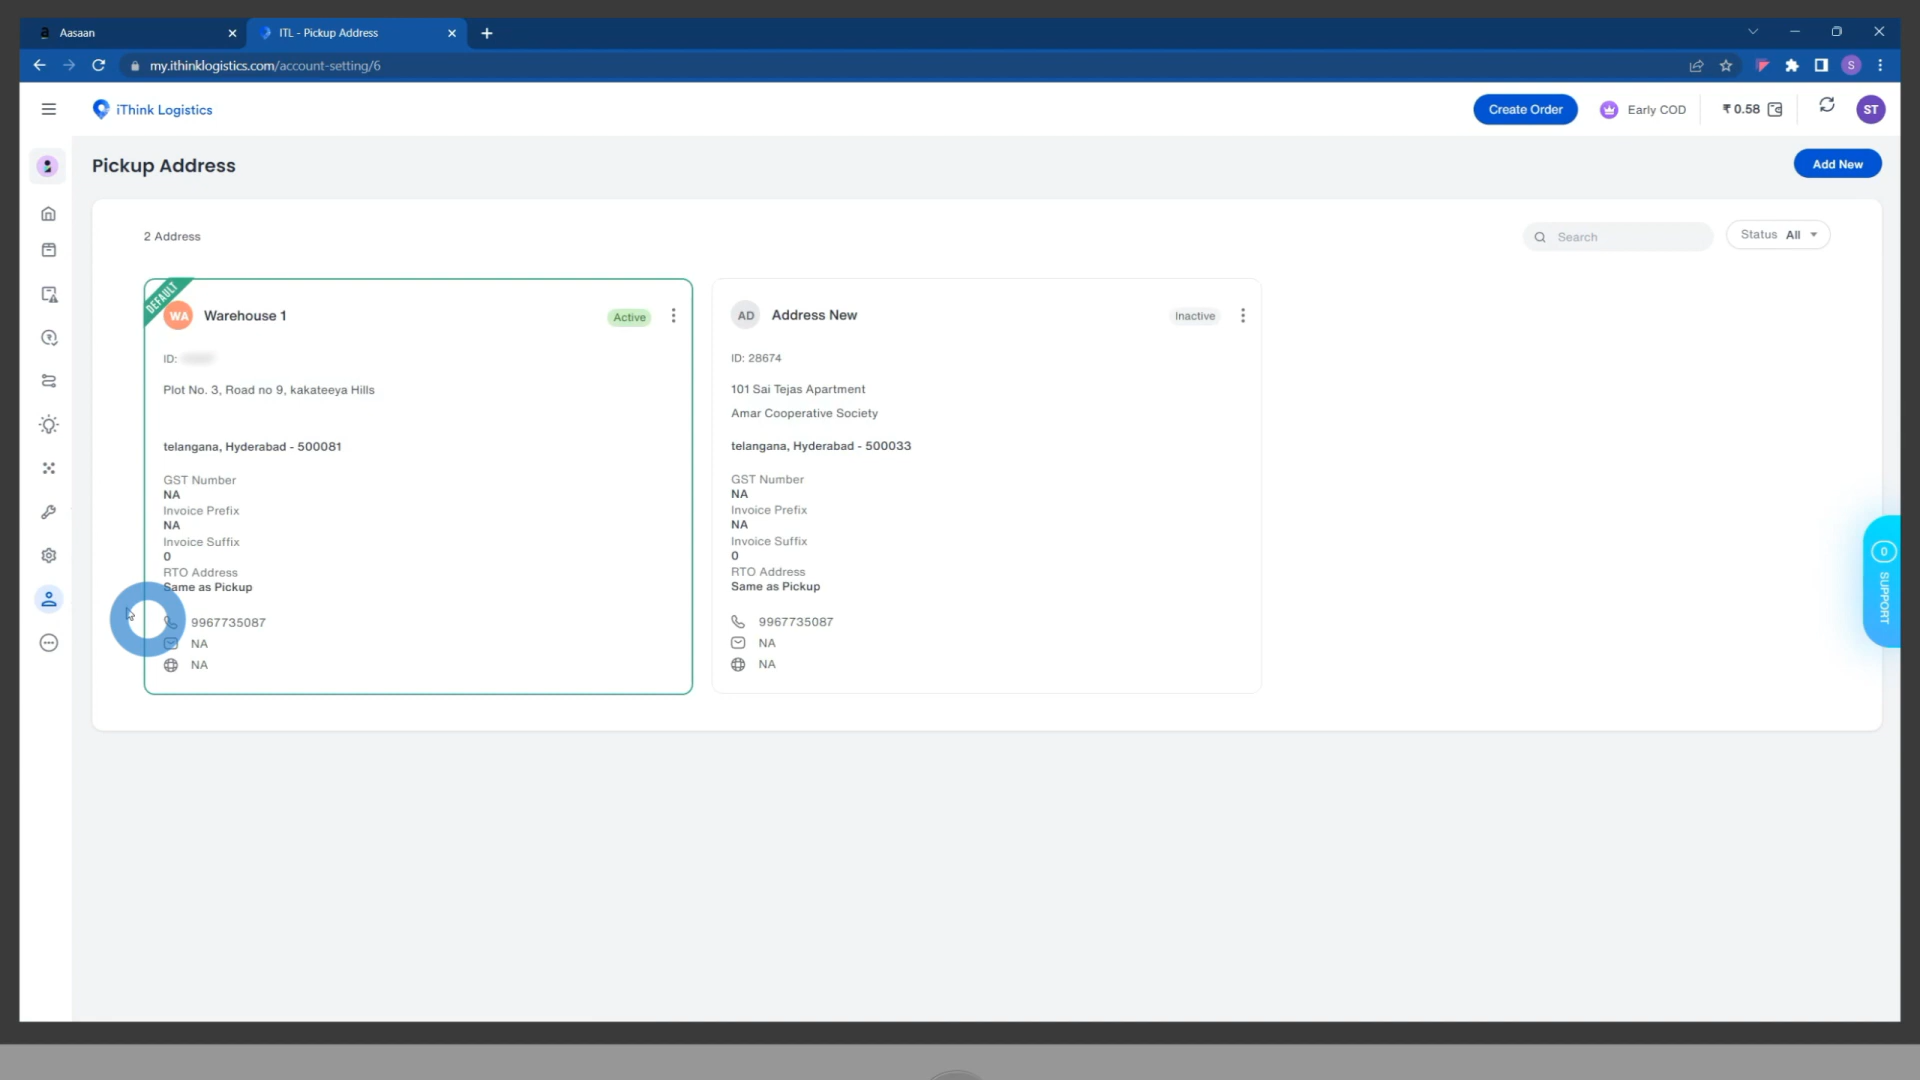 a Aasaan
ITL - Pickup Address
my.ithinklogistics.com/account-setting/6
S
iThink Logistics
Create Order
Early COD
₹ 0.58
ST
Pickup Address
Add New
2 Address
Search
Status All
DEFAULT
WA Warehouse 1
Active
ID:
Plot No. 3, Road no 9, kakateeya Hills
telangana, Hyderabad - 500081
GST Number
NA
Invoice Prefix
NA
Invoice Suffix
0
RTO Address
Same as Pickup
9967735087
NA
NA
AD Address New
Inactive
ID: 28674
101 Sai Tejas Apartment
Amar Cooperative Society
telangana, Hyderabad - 500033
GST Number
NA
Invoice Prefix
NA
Invoice Suffix
0
RTO Address
Same as Pickup
9967735087
NA
NA
0 SUPPORT